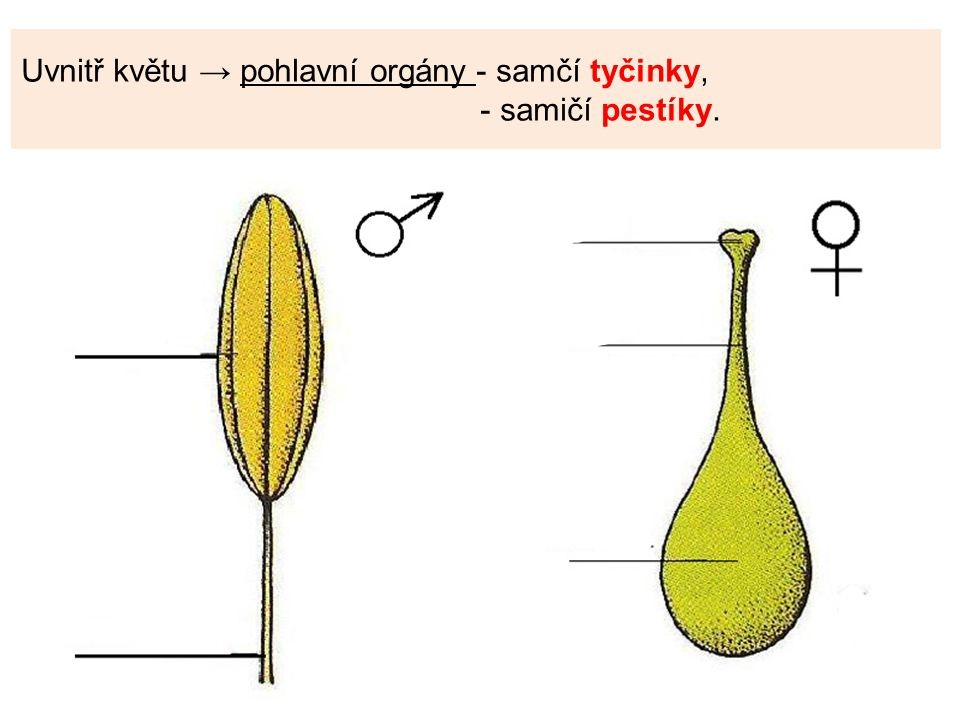 Uvnitř květu → pohlavní orgány - samčí tyčinky,
- samičí pestíky.